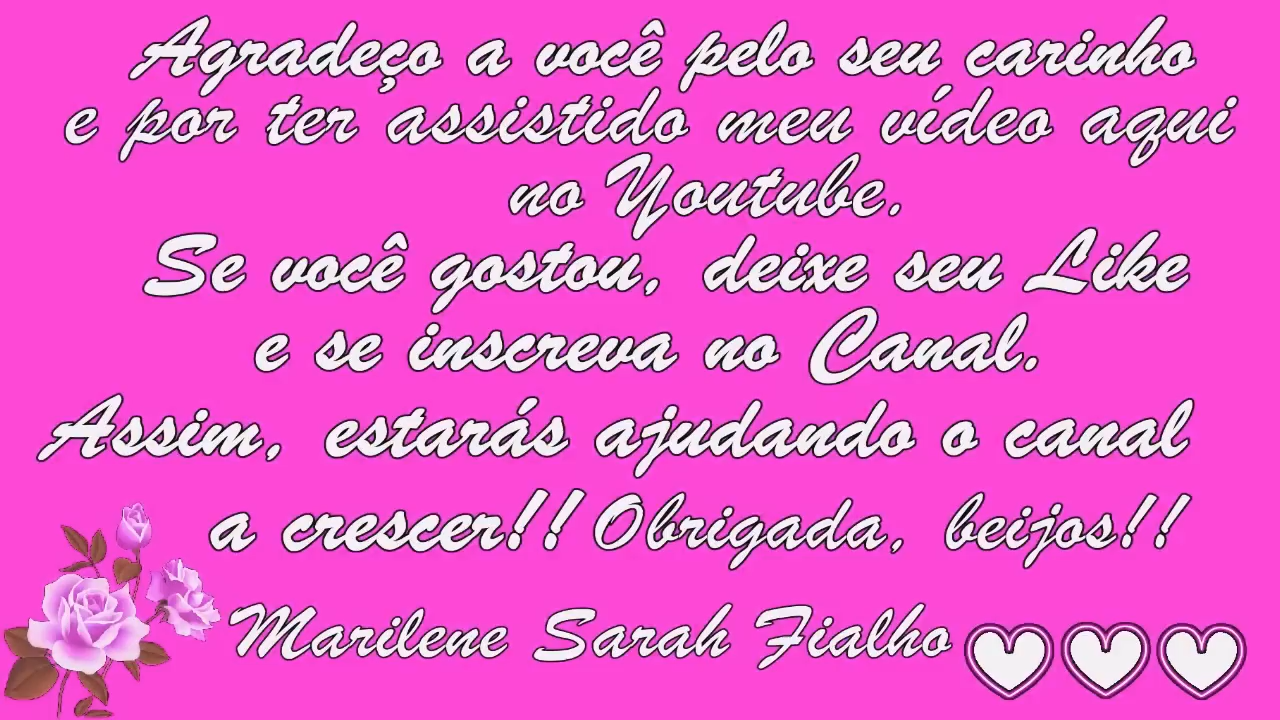 Agradeço a você pelo seu carinho
e por ter assistido meu vídeo aqui
no Youtube.
Se você gostou, deixe seu Like
e se inscreva no Canal.
Assim, estarás ajudando o canal
a crescer!! Obrigada, beijos!!
Marilene Sarah Fialho